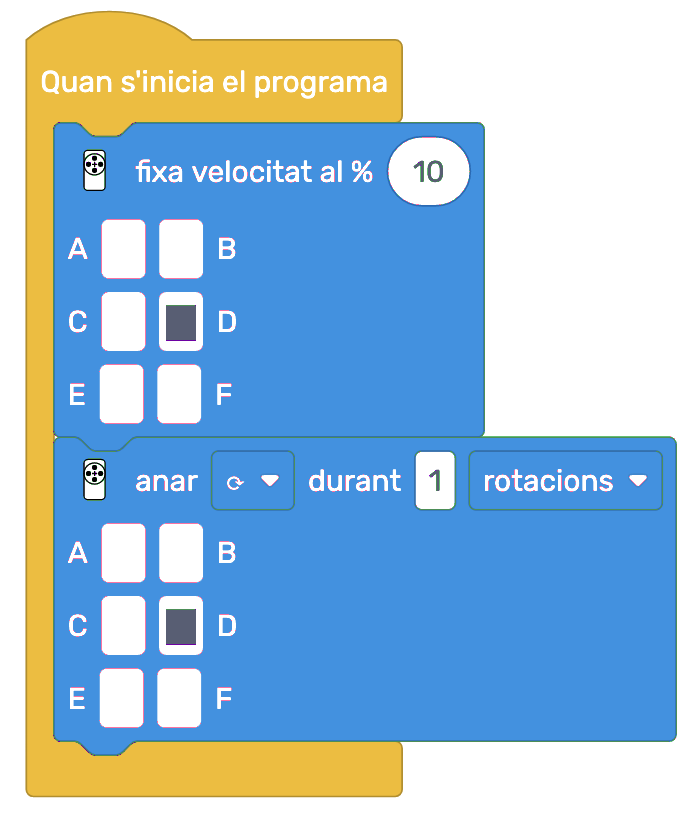 Quan s'inicia el programa
fixa velocitat al % 10
A B
C D
E F
anar ⟳ durant 1 rotacions
A B
C D
E F